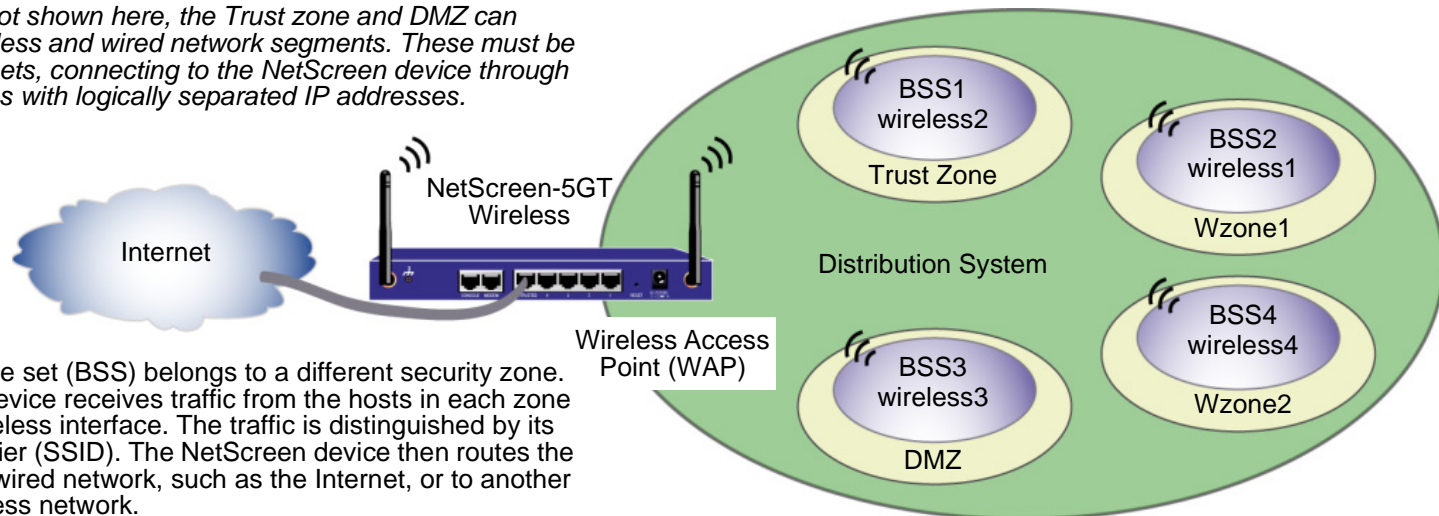 ot shown here, the Trust zone and DMZ can
less and wired network segments. These must be
ets, connecting to the NetScreen device through
s with logically separated IP addresses.
BSS1
wireless2
Trust Zone
BSS2
wireless1
Wzone1
NetScreen-5GT
Wireless
Internet
Distribution System
CONSOLE MODEM
Wireless Access
Point (WAP)
BSS3
wireless3
DMZ
BSS4
wireless4
Wzone2
e set (BSS) belongs to a different security zone.
evice receives traffic from the hosts in each zone
eless interface. The traffic is distinguished by its
ier (SSID). The NetScreen device then routes the
wired network, such as the Internet, or to another
ess network.